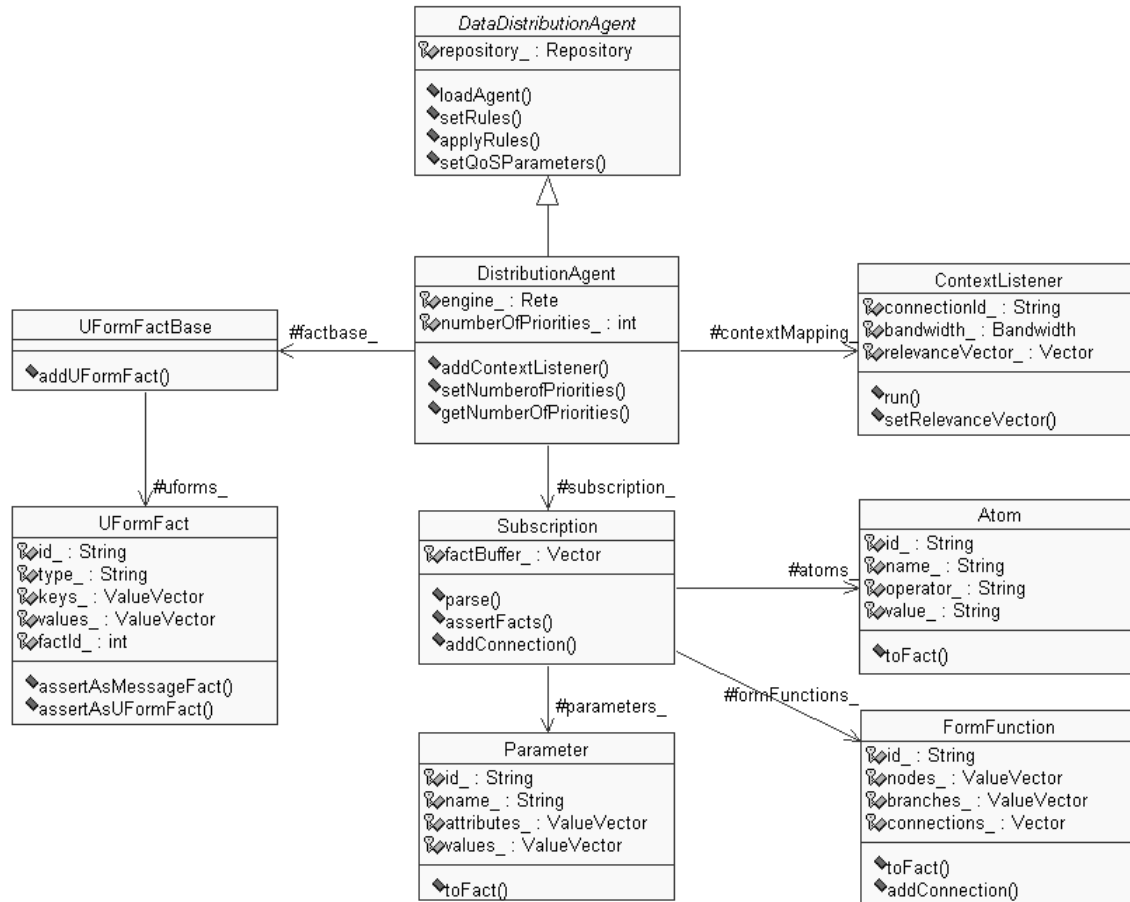 DataDistributionAgent
repository_ : Repository
loadAgent()
setRules()
applyRules()
setQoSParameters()
DistributionAgent
engine_ : Rete
numberOfPriorities_ : int
addContextListener()
setNumberofPriorities()
getNumberOfPriorities()
#factbase_
#contextMapping_
UFormFactBase
addUFormFact()
ContextListener
connectionId_ : String
bandwidth_ : Bandwidth
relevanceVector_ : Vector
run()
setRelevanceVector()
#uforms_
#subscription_
UFormFact
id_ : String
type_ : String
keys_ : ValueVector
values_ : ValueVector
factId_ : int
assertAsMessageFact()
assertAsUFormFact()
Subscription
factBuffer_ : Vector
parse()
assertFacts()
addConnection()
#atoms_
Atom
id_ : String
name_ : String
operator_ : String
value_ : String
toFact()
#parameters_
#formFunctions_
Parameter
id_ : String
name_ : String
attributes_ : ValueVector
values_ : ValueVector
toFact()
FormFunction
id_ : String
nodes_ : ValueVector
branches_ : ValueVector
connections_ : Vector
toFact()
addConnection()